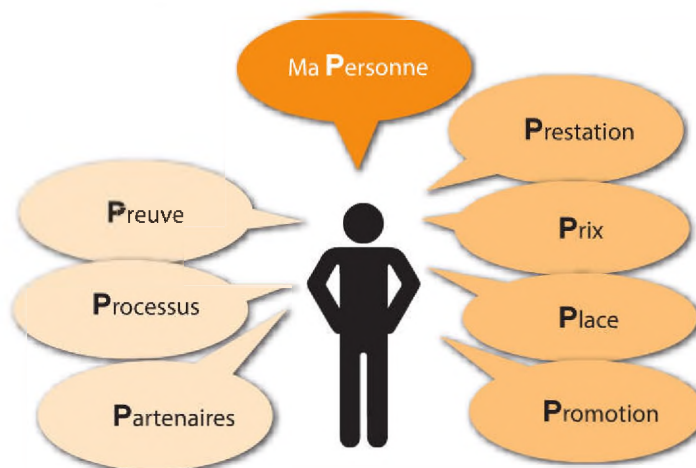 Ma Personne
Prestation
Preuve
Prix
Processus
Place
Partenaires
Promotion